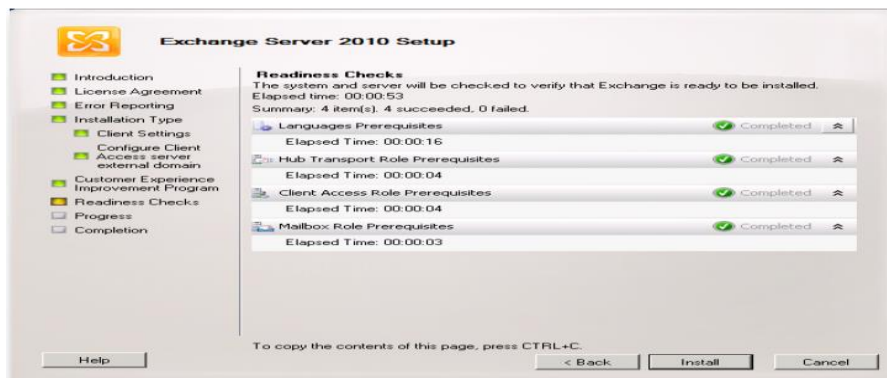 Exchange Server 2010 Setup
Introduction
License Agreement
Error Reporting
Installation Type
Client Settings
Configure Client
Access server
external domain
Customer Experience
Improvement Program
Readiness Checks
Progress
Completion
Readiness Checks
The system and server will be checked to verify that Exchange is ready to be installed.
Elapsed time: 00:00:53
Summary: 4 item(s). 4 succeeded, 0 failed.
Languages Prerequisites Completed
Elapsed Time: 00:00:16
Hub Transport Role Prerequisites Completed
Elapsed Time: 00:00:04
Client Access Role Prerequisites Completed
Elapsed Time: 00:00:04
Mailbox Role Prerequisites Completed
Elapsed Time: 00:00:03
To copy the contents of this page, press CTRL+C.
Help < Back Install Cancel